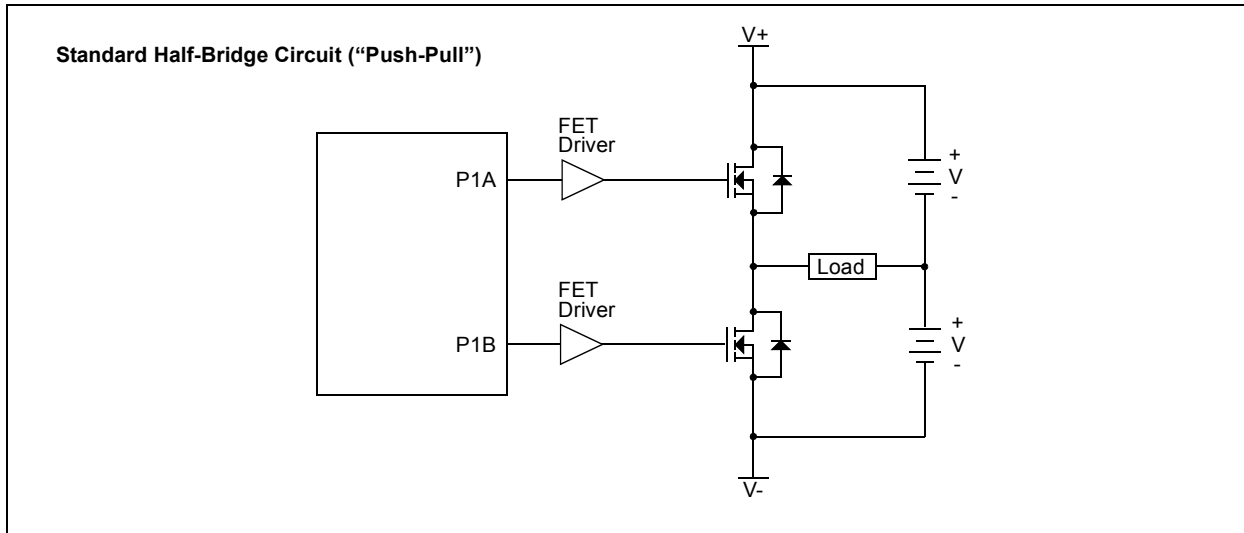 Standard Half-Bridge Circuit (“Push-Pull”)
V+
FET
Driver
P1A
+
V
-
Load
FET
Driver
P1B
+
V
-
V-